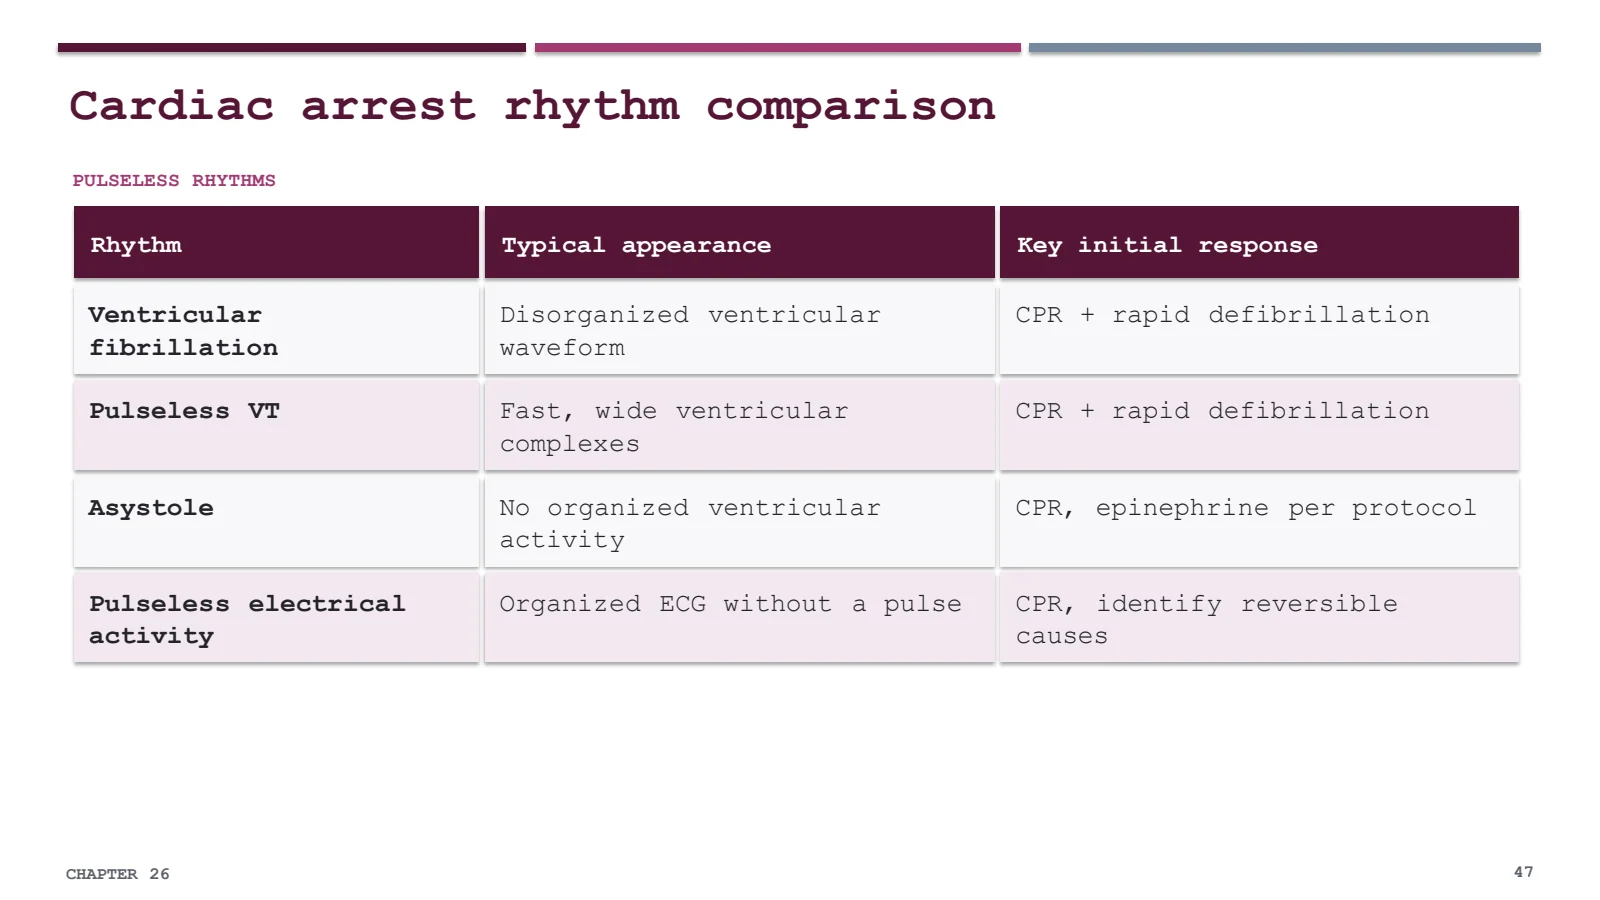 Cardiac arrest rhythm comparison
PULSELESS RHYTHMS
Rhythm
Typical appearance
Key initial response
Ventricular
fibrillation
Disorganized ventricular
waveform
CPR + rapid defibrillation
Pulseless VT
Fast, wide ventricular
complexes
CPR + rapid defibrillation
Asystole
No organized ventricular
activity
CPR, epinephrine per protocol
Pulseless electrical
activity
Organized ECG without a pulse
CPR, identify reversible
causes
CHAPTER 26
47